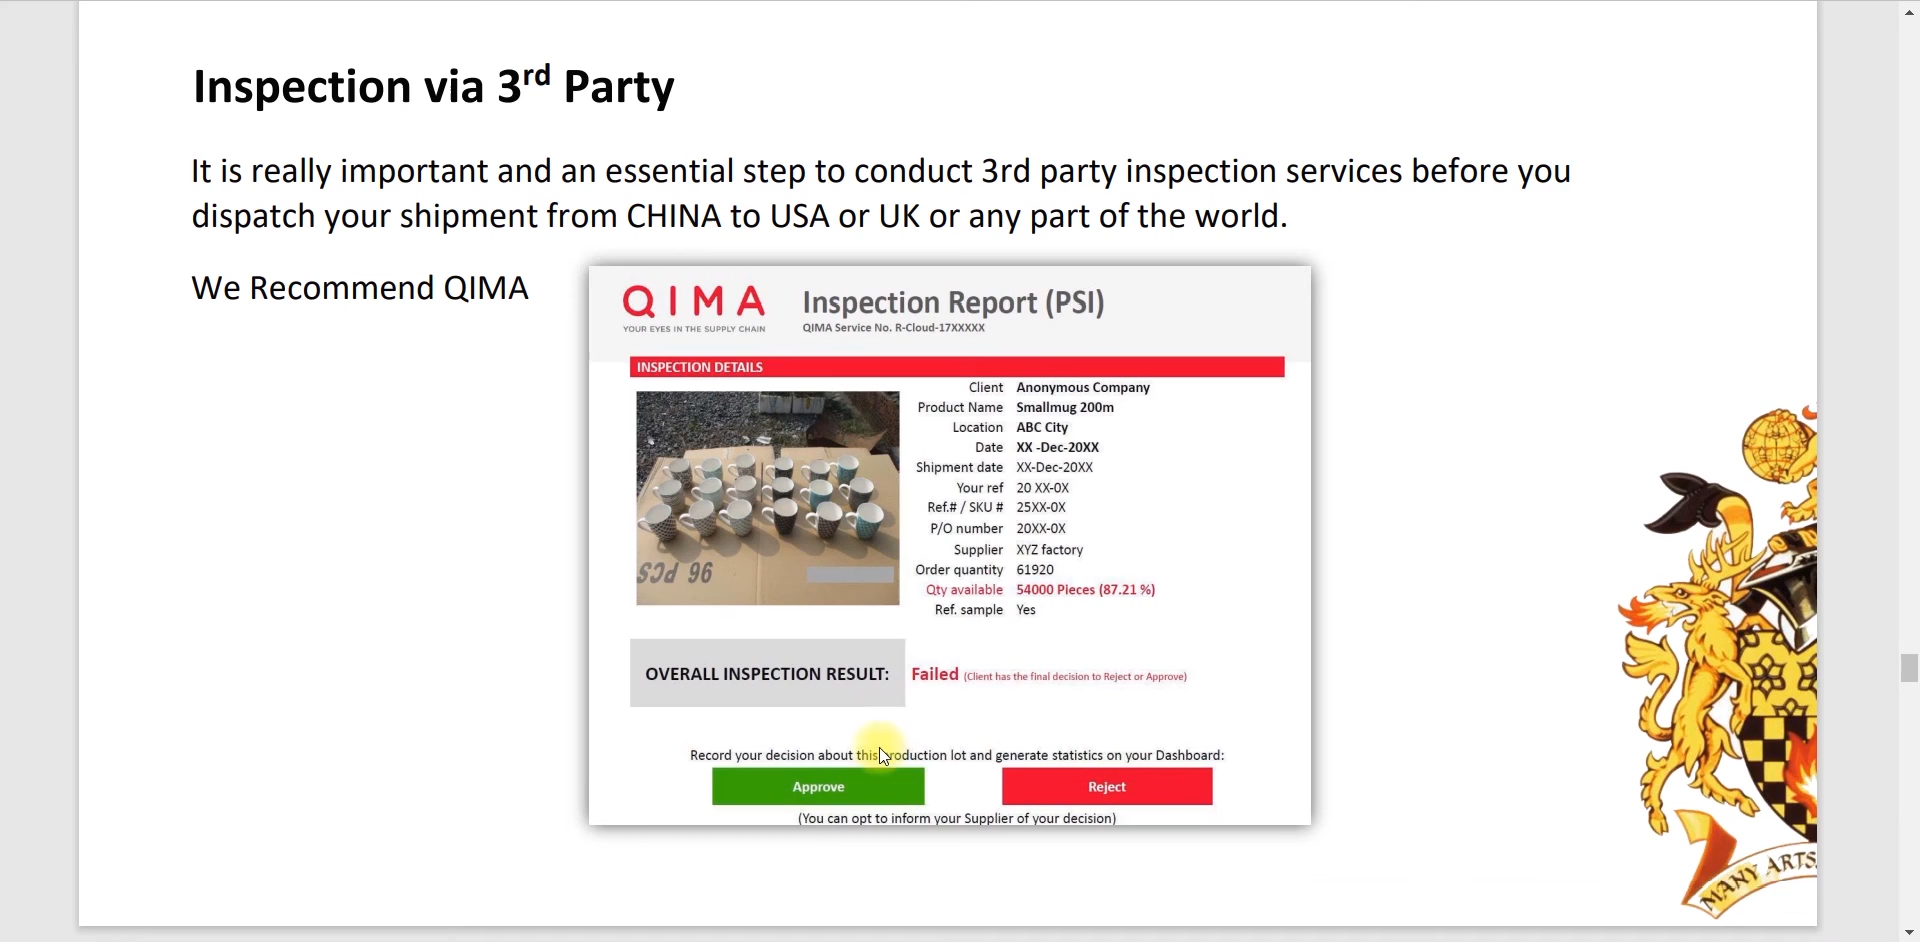 Inspection via 3rd Party
It is really important and an essential step to conduct 3rd party inspection services before you
dispatch your shipment from CHINA to USA or UK or any part of the world.
We Recommend QIMA
QIMA
YOUR EYES IN THE SUPPLY CHAIN
Inspection Report (PSI)
QIMA Service No. R-Cloud-17XXXXX
INSPECTION DETAILS
Client Anonymous Company
Product Name Smallmug 200m
Location ABC City
Date XX -Dec-20XX
Shipment date XX-Dec-20XX
Your ref 20 XX-0X
Ref.# / SKU # 25XX-0X
P/O number 20XX-0X
Supplier XYZ factory
Order quantity 61920
Qty available 54000 Pieces (87.21 %)
Ref. sample Yes
96 PCS
OVERALL INSPECTION RESULT: Failed (Client has the final decision to Reject or Approve)
Record your decision about this production lot and generate statistics on your Dashboard:
Approve Reject
(You can opt to inform your Supplier of your decision)
MANY ARTS